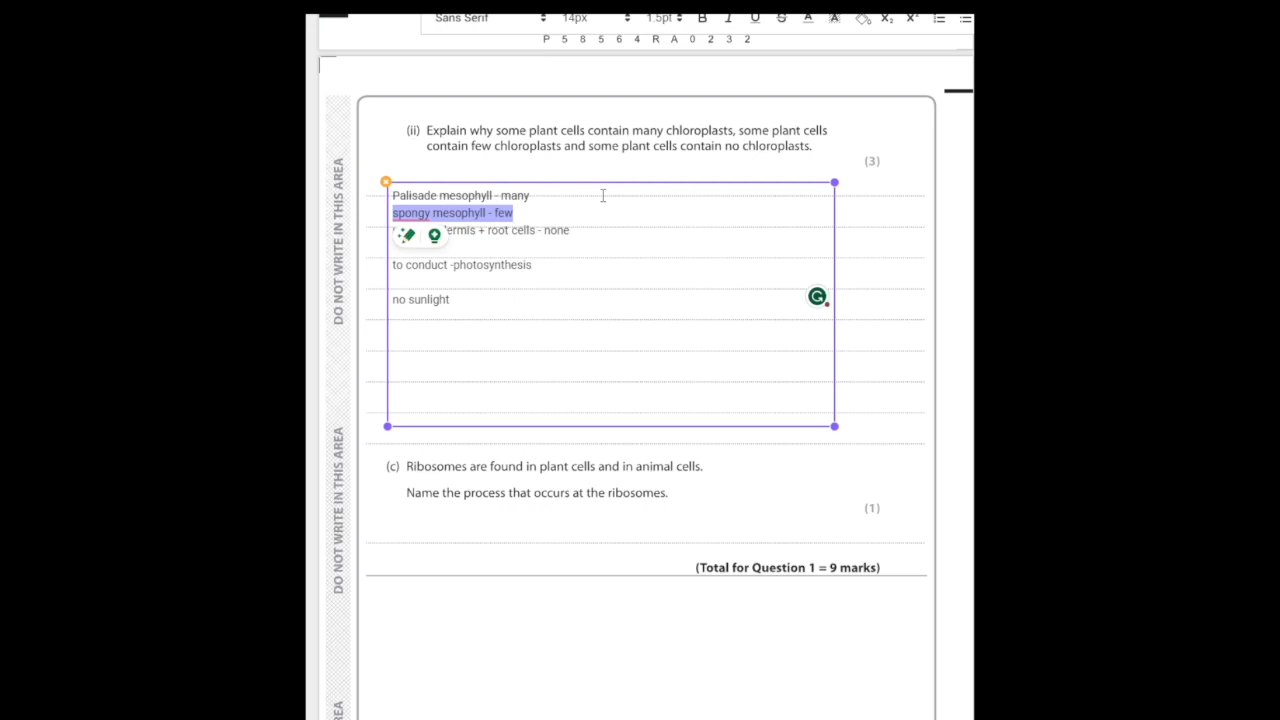 Sans Serif 14px 1.5pt B I U S A A X₂ X²
P 5 8 5 6 4 R A 0 2 3 2
(ii) Explain why some plant cells contain many chloroplasts, some plant cells
contain few chloroplasts and some plant cells contain no chloroplasts.
(3)
Palisade mesophyll - many
spongy mesophyll - few
+ root cells - none
to conduct -photosynthesis
no sunlight
(c) Ribosomes are found in plant cells and in animal cells.
Name the process that occurs at the ribosomes.
(1)
(Total for Question 1 = 9 marks)
DO NOT WRITE IN THIS AREA
DO NOT WRITE IN THIS AREA
REA